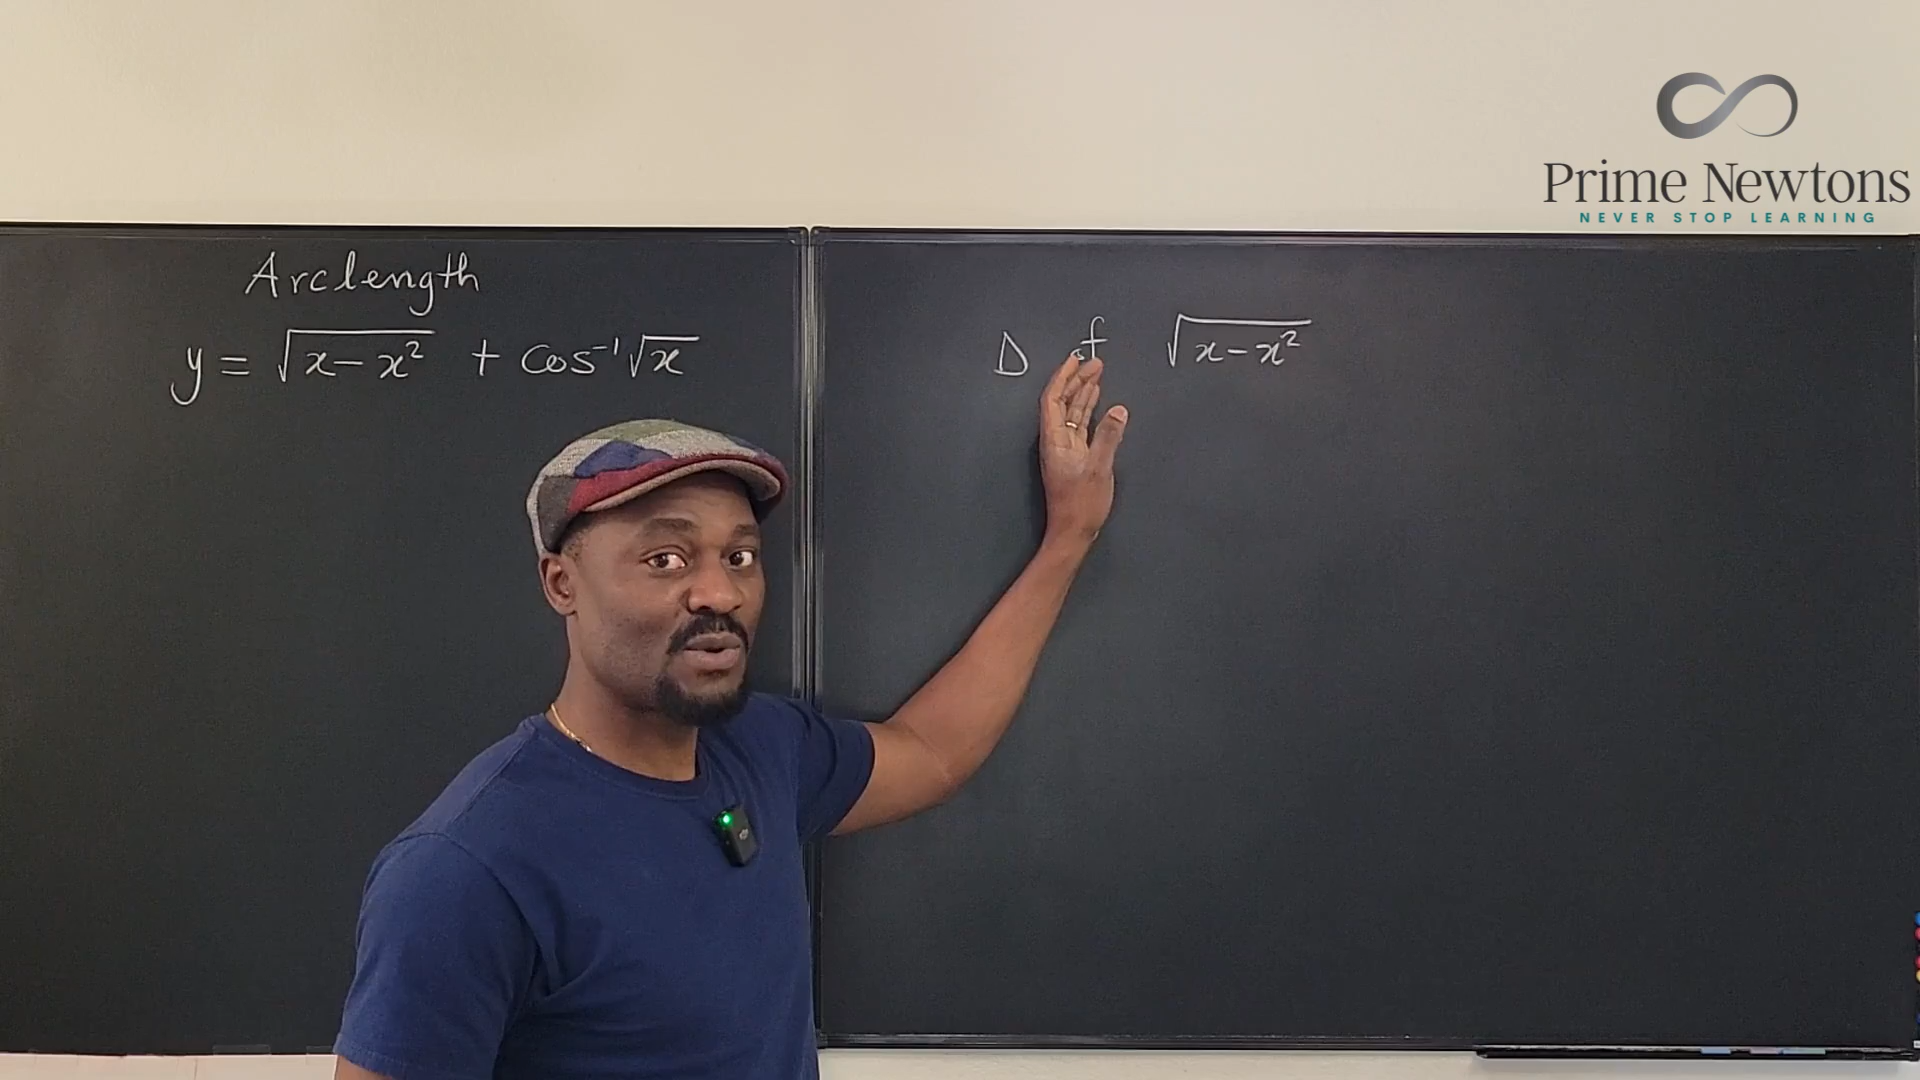 Prime Newtons
NEVER STOP LEARNING
Arclength
y = √(x-x²) + cos⁻¹√x
D of √(x-x²)